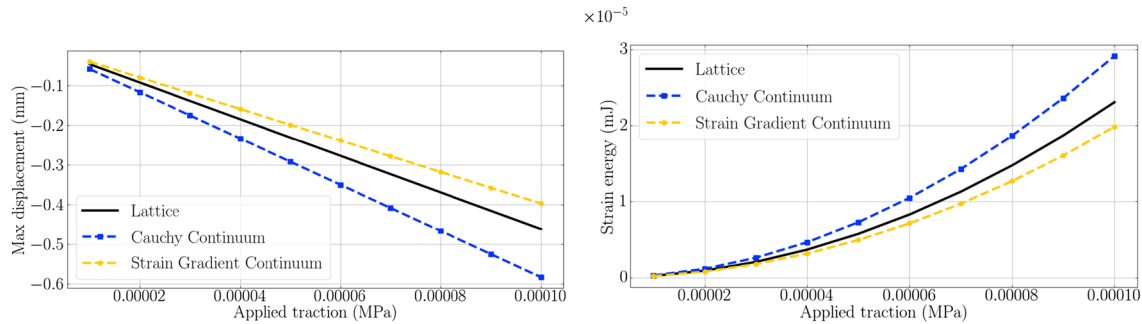 Max displacement (mm)
−0.1
−0.2
−0.3
−0.4
−0.5
−0.6
Lattice
Cauchy Continuum
Strain Gradient Continuum
0.00002 0.00004 0.00006 0.00008 0.00010
Applied traction (MPa)
×10⁻⁵
Strain energy (mJ)
3
2
1
0
Lattice
Cauchy Continuum
Strain Gradient Continuum
0.00002 0.00004 0.00006 0.00008 0.00010
Applied traction (MPa)